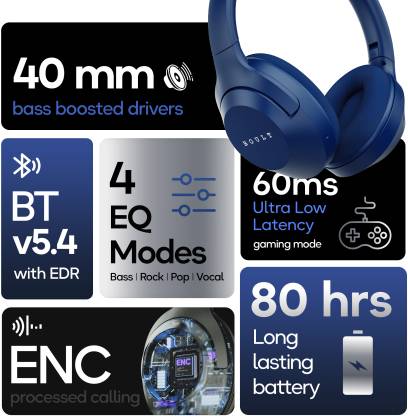 40 mm
bass boosted drivers
BOULT
BT
v5.4
with EDR
4
EQ
Modes
Bass | Rock | Pop | Vocal
60ms
Ultra Low
Latency
gaming mode
ENC
processed calling
ENC
80 hrs
Long
lasting
battery